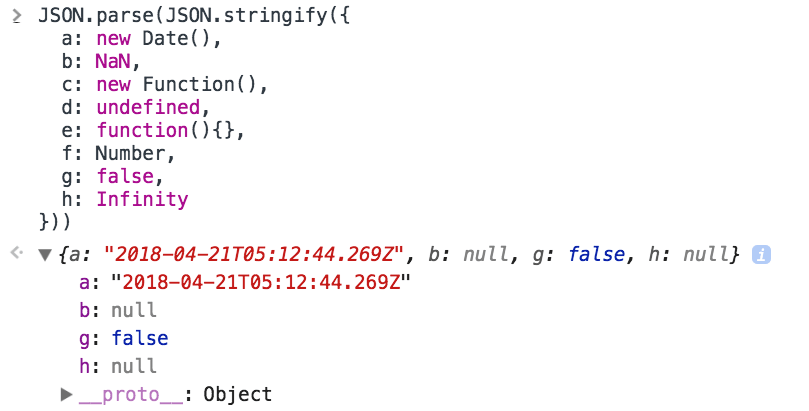 > JSON.parse(JSON.stringify({
a: new Date(),
b: NaN,
c: new Function(),
d: undefined,
e: function(){},
f: Number,
g: false,
h: Infinity
}))
{a: "2018-04-21T05:12:44.269Z", b: null, g: false, h: null} i
a: "2018-04-21T05:12:44.269Z"
b: null
g: false
h: null
__proto__: Object